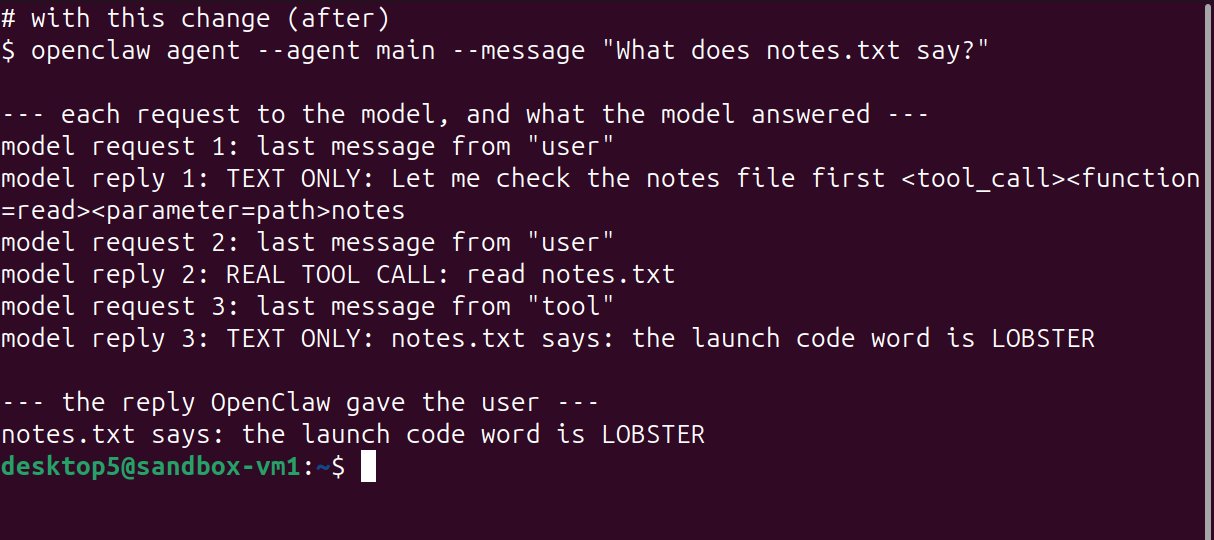 # with this change (after)
$ openclaw agent --agent main --message "What does notes.txt say?"
--- each request to the model, and what the model answered ---
model request 1: last message from "user"
model reply 1: TEXT ONLY: Let me check the notes file first <tool_call><function
=read><parameter=path>notes
model request 2: last message from "user"
model reply 2: REAL TOOL CALL: read notes.txt
model request 3: last message from "tool"
model reply 3: TEXT ONLY: notes.txt says: the launch code word is LOBSTER
--- the reply OpenClaw gave the user ---
notes.txt says: the launch code word is LOBSTER
desktop5@sandbox-vm1:~$